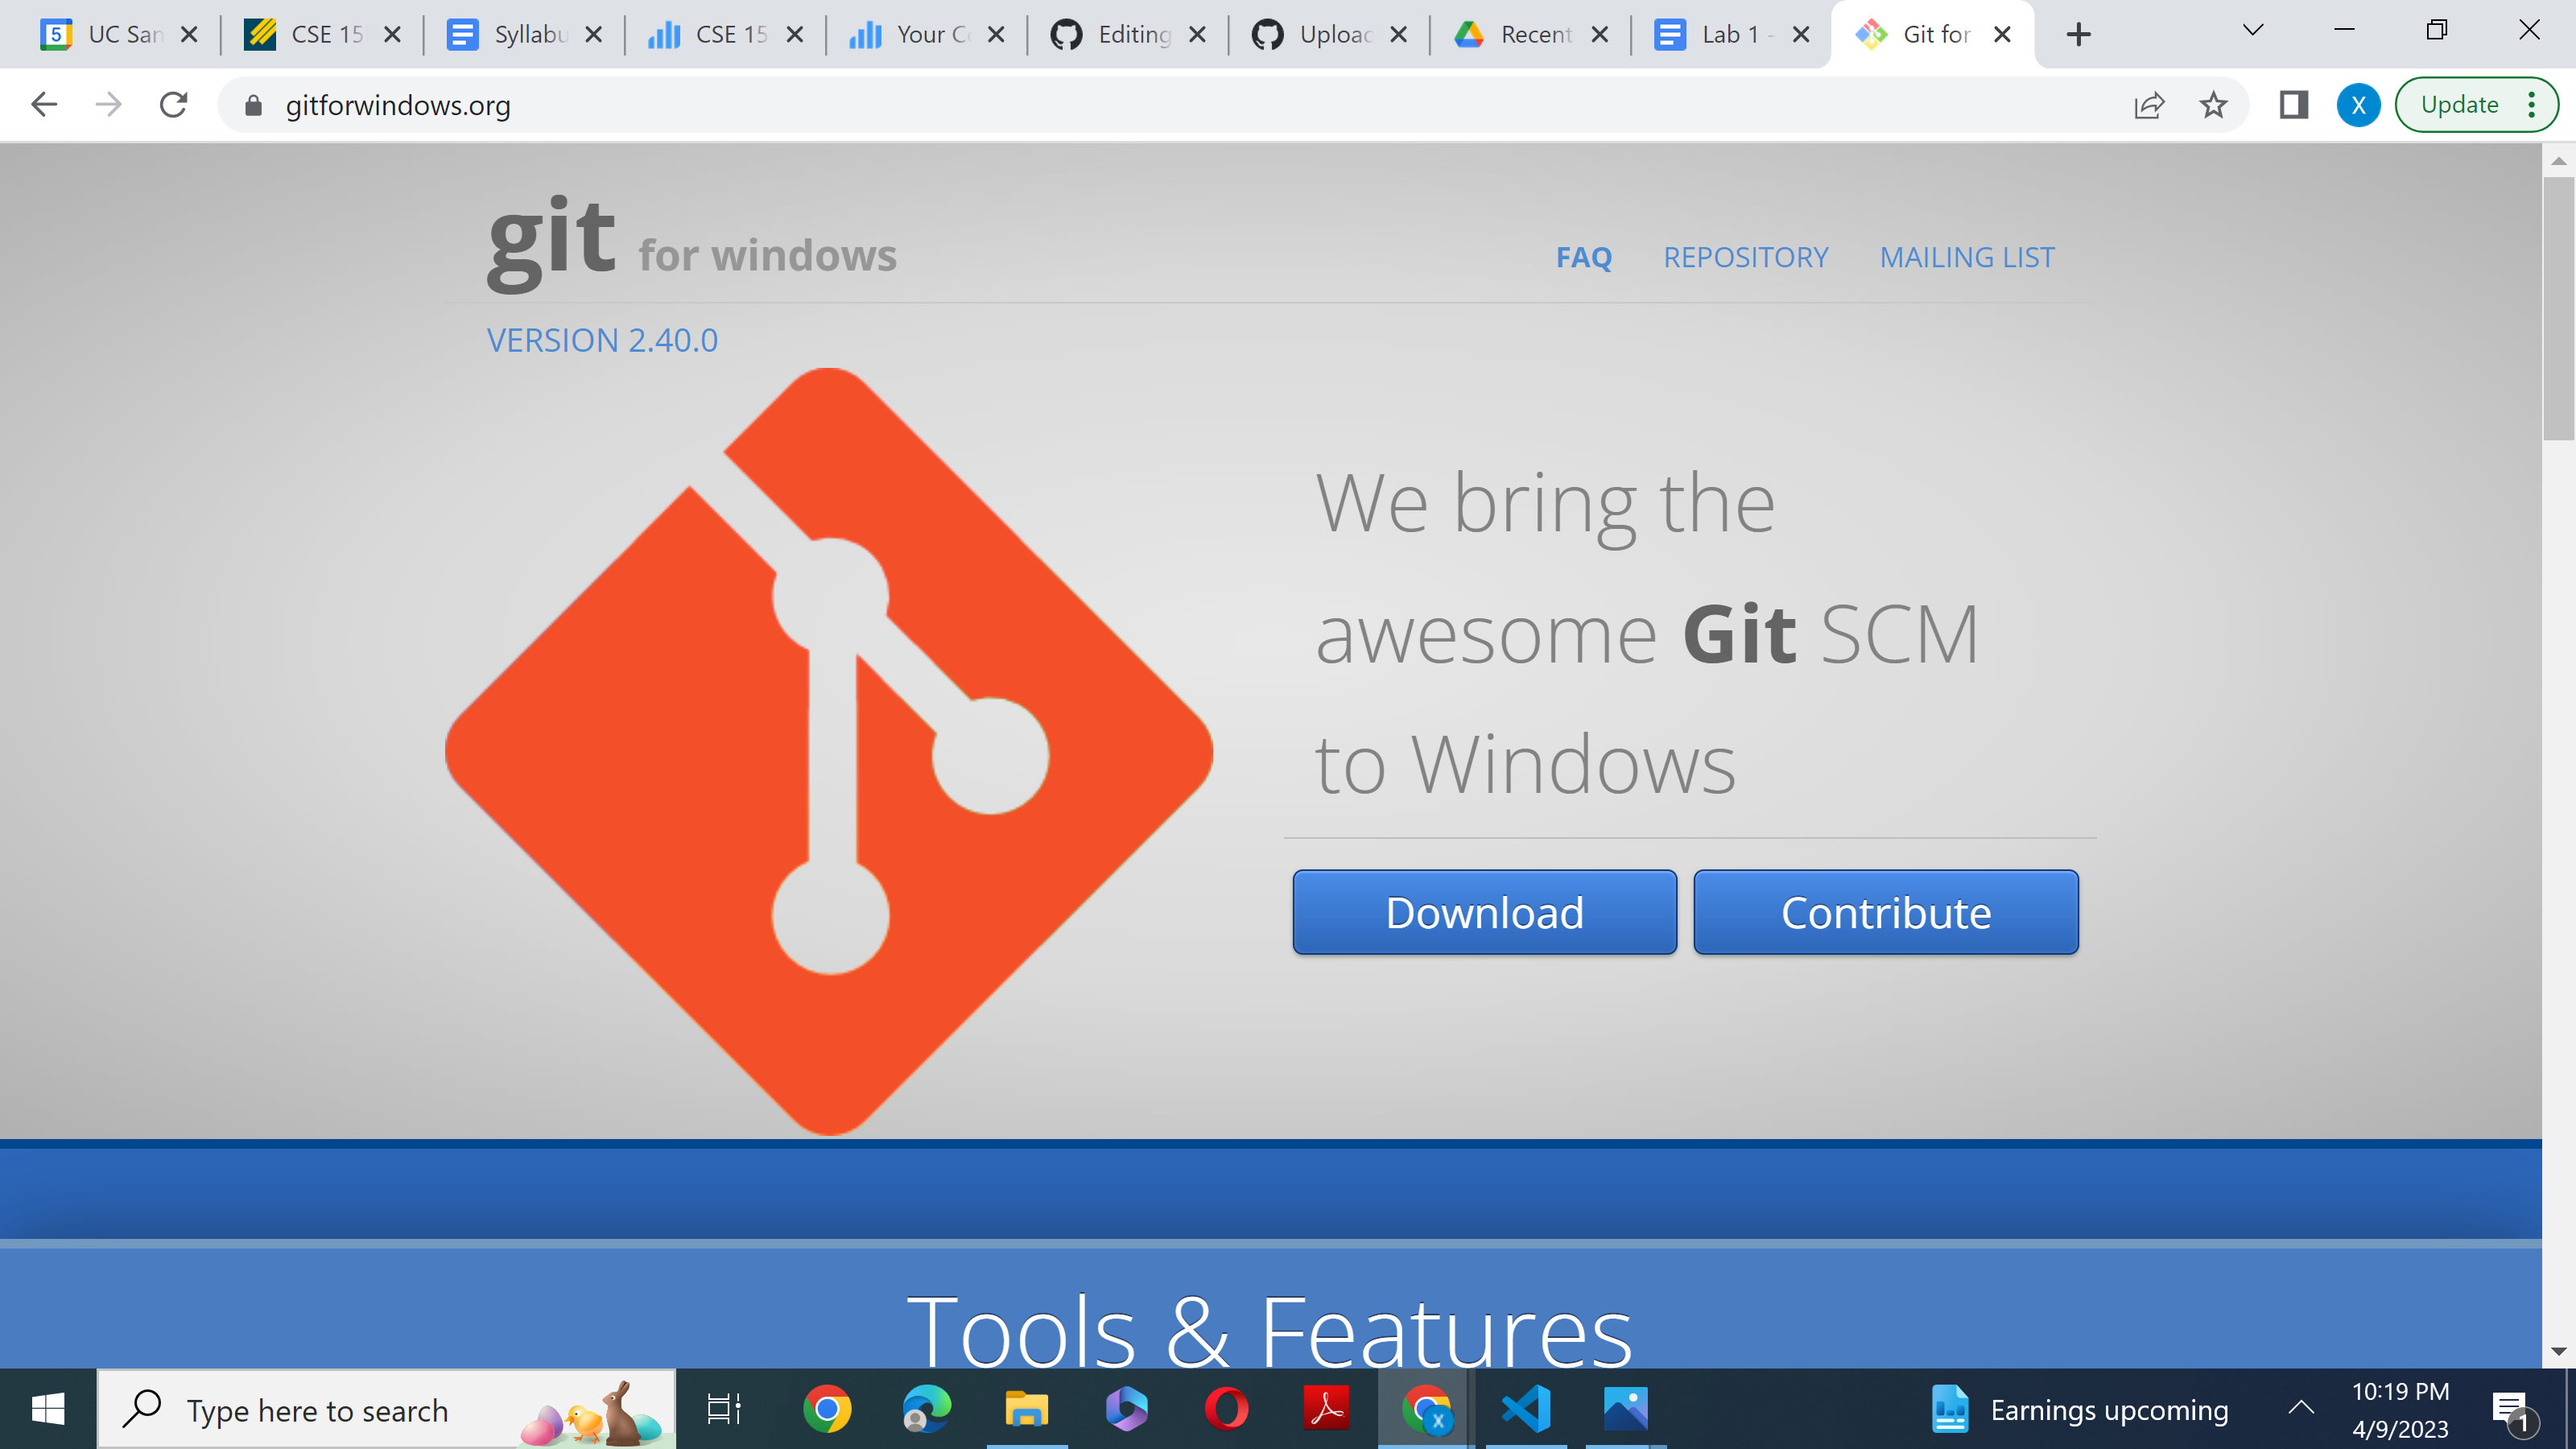 UC San
CSE 15
Syllabu
CSE 15
Your Co
Editing
Upload
Recent
Lab 1 -
Git for
gitforwindows.org
X
Update
git for windows
FAQ
REPOSITORY
MAILING LIST
VERSION 2.40.0
We bring the
awesome Git SCM
to Windows
Download
Contribute
Tools & Features
Type here to search
Earnings upcoming
10:19 PM
4/9/2023
1